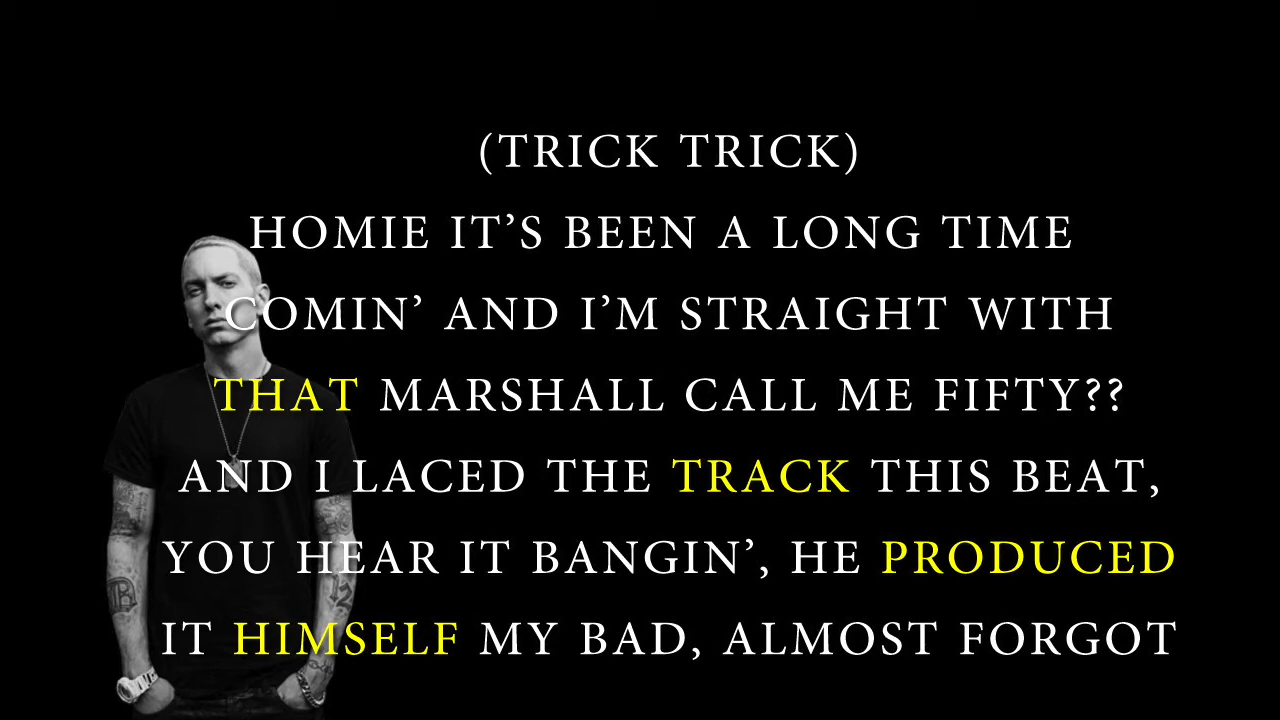 (TRICK TRICK)
HOMIE IT’S BEEN A LONG TIME
COMIN’ AND I’M STRAIGHT WITH
THAT MARSHALL CALL ME FIFTY??
AND I LACED THE TRACK THIS BEAT,
YOU HEAR IT BANGIN’, HE PRODUCED
IT HIMSELF MY BAD, ALMOST FORGOT